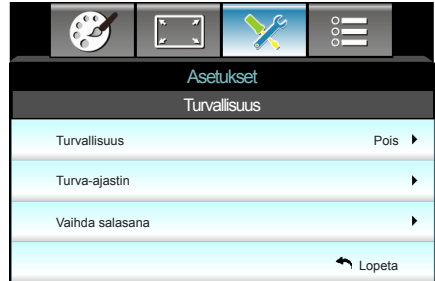 Asetukset
Turvallisuus
Turvallisuus Pois
Turva-ajastin
Vaihda salasana
Lopeta